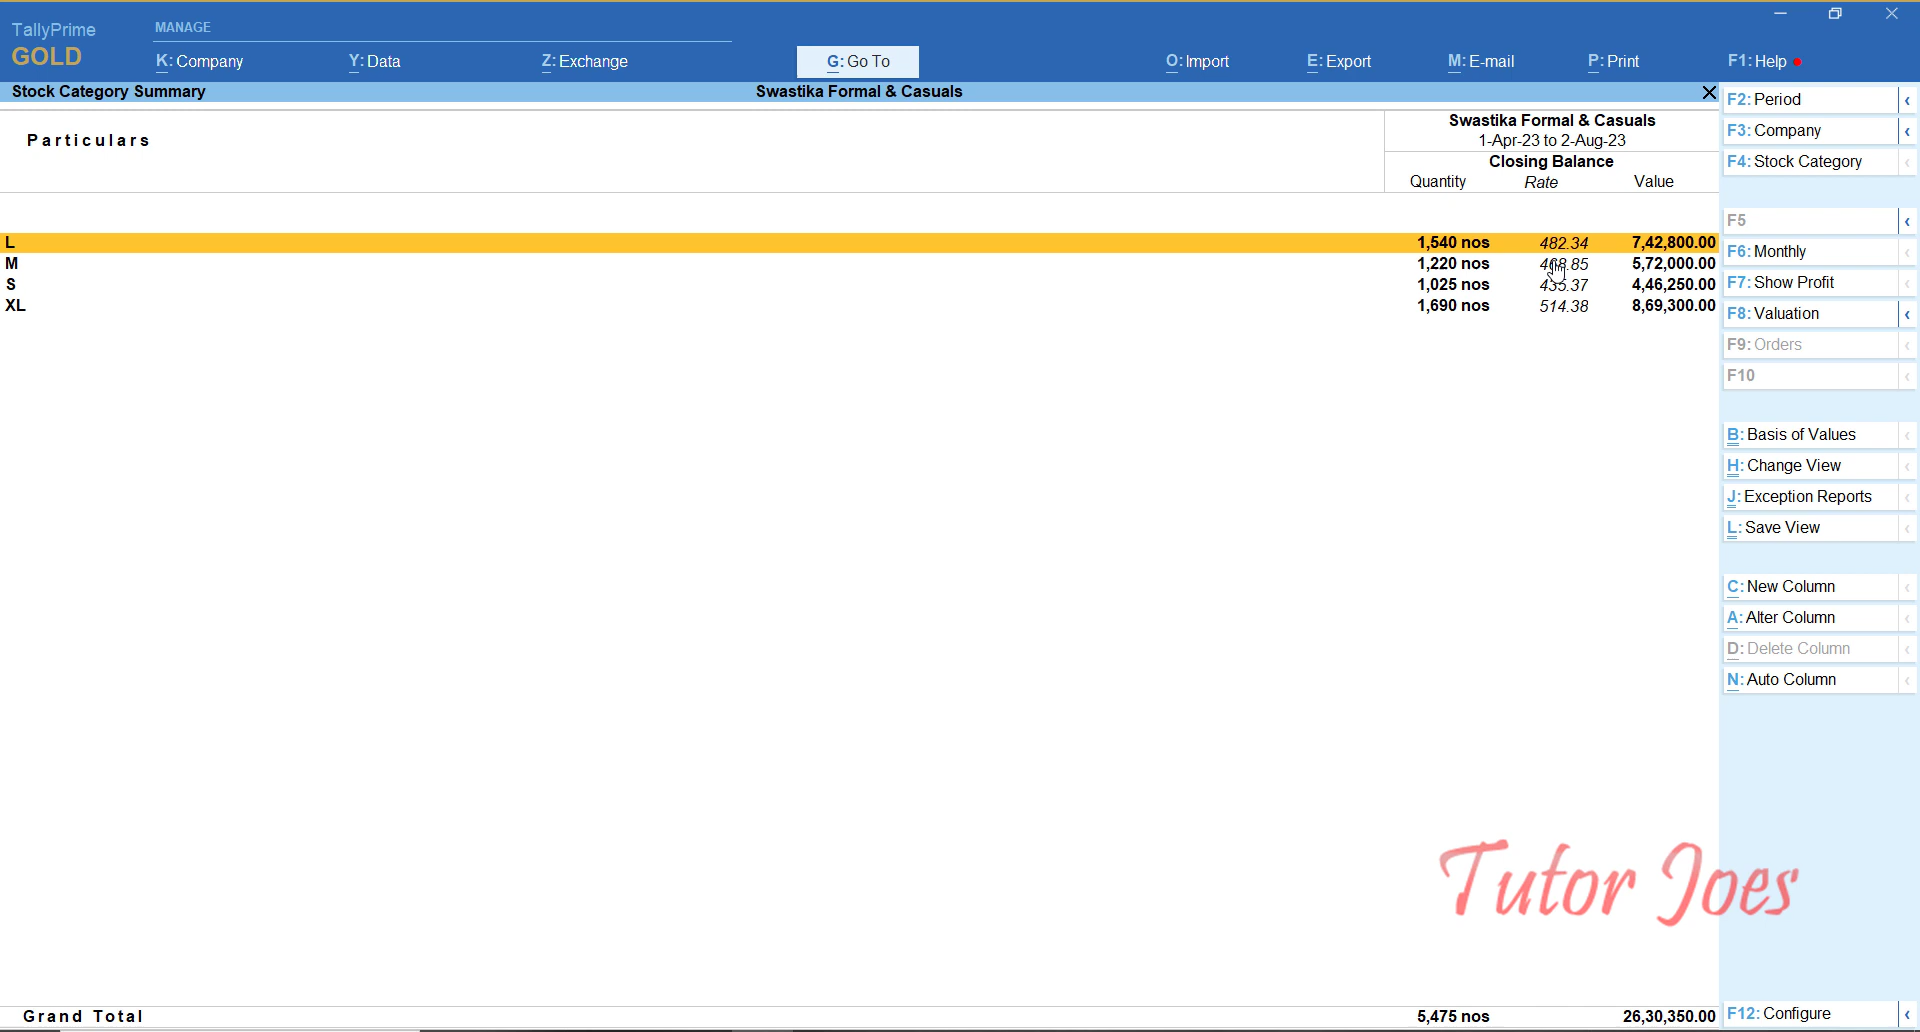 TallyPrime
GOLD
MANAGE
K: Company
Y: Data
Z: Exchange
G: Go To
O: Import
E: Export
M: E-mail
P: Print
F1: Help
Stock Category Summary
Swastika Formal & Casuals
Particulars
Swastika Formal & Casuals
1-Apr-23 to 2-Aug-23
Closing Balance
Quantity Rate Value
L 1,540 nos 482.34 7,42,800.00
M 1,220 nos 468.85 5,72,000.00
S 1,025 nos 435.37 4,46,250.00
XL 1,690 nos 514.38 8,69,300.00
Grand Total 5,475 nos 26,30,350.00
F2: Period
F3: Company
F4: Stock Category
F5
F6: Monthly
F7: Show Profit
F8: Valuation
F9: Orders
F10
B: Basis of Values
H: Change View
J: Exception Reports
L: Save View
C: New Column
A: Alter Column
D: Delete Column
N: Auto Column
Tutor Joes
F12: Configure